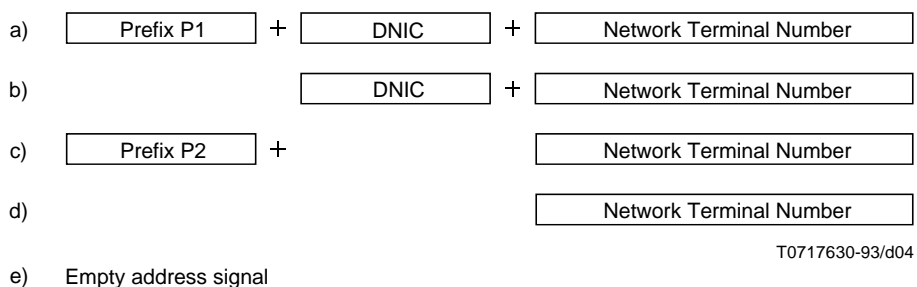 a) Prefix P1 + DNIC + Network Terminal Number
b) DNIC + Network Terminal Number
c) Prefix P2 + Network Terminal Number
d) Network Terminal Number
T0717630-93/d04
e) Empty address signal